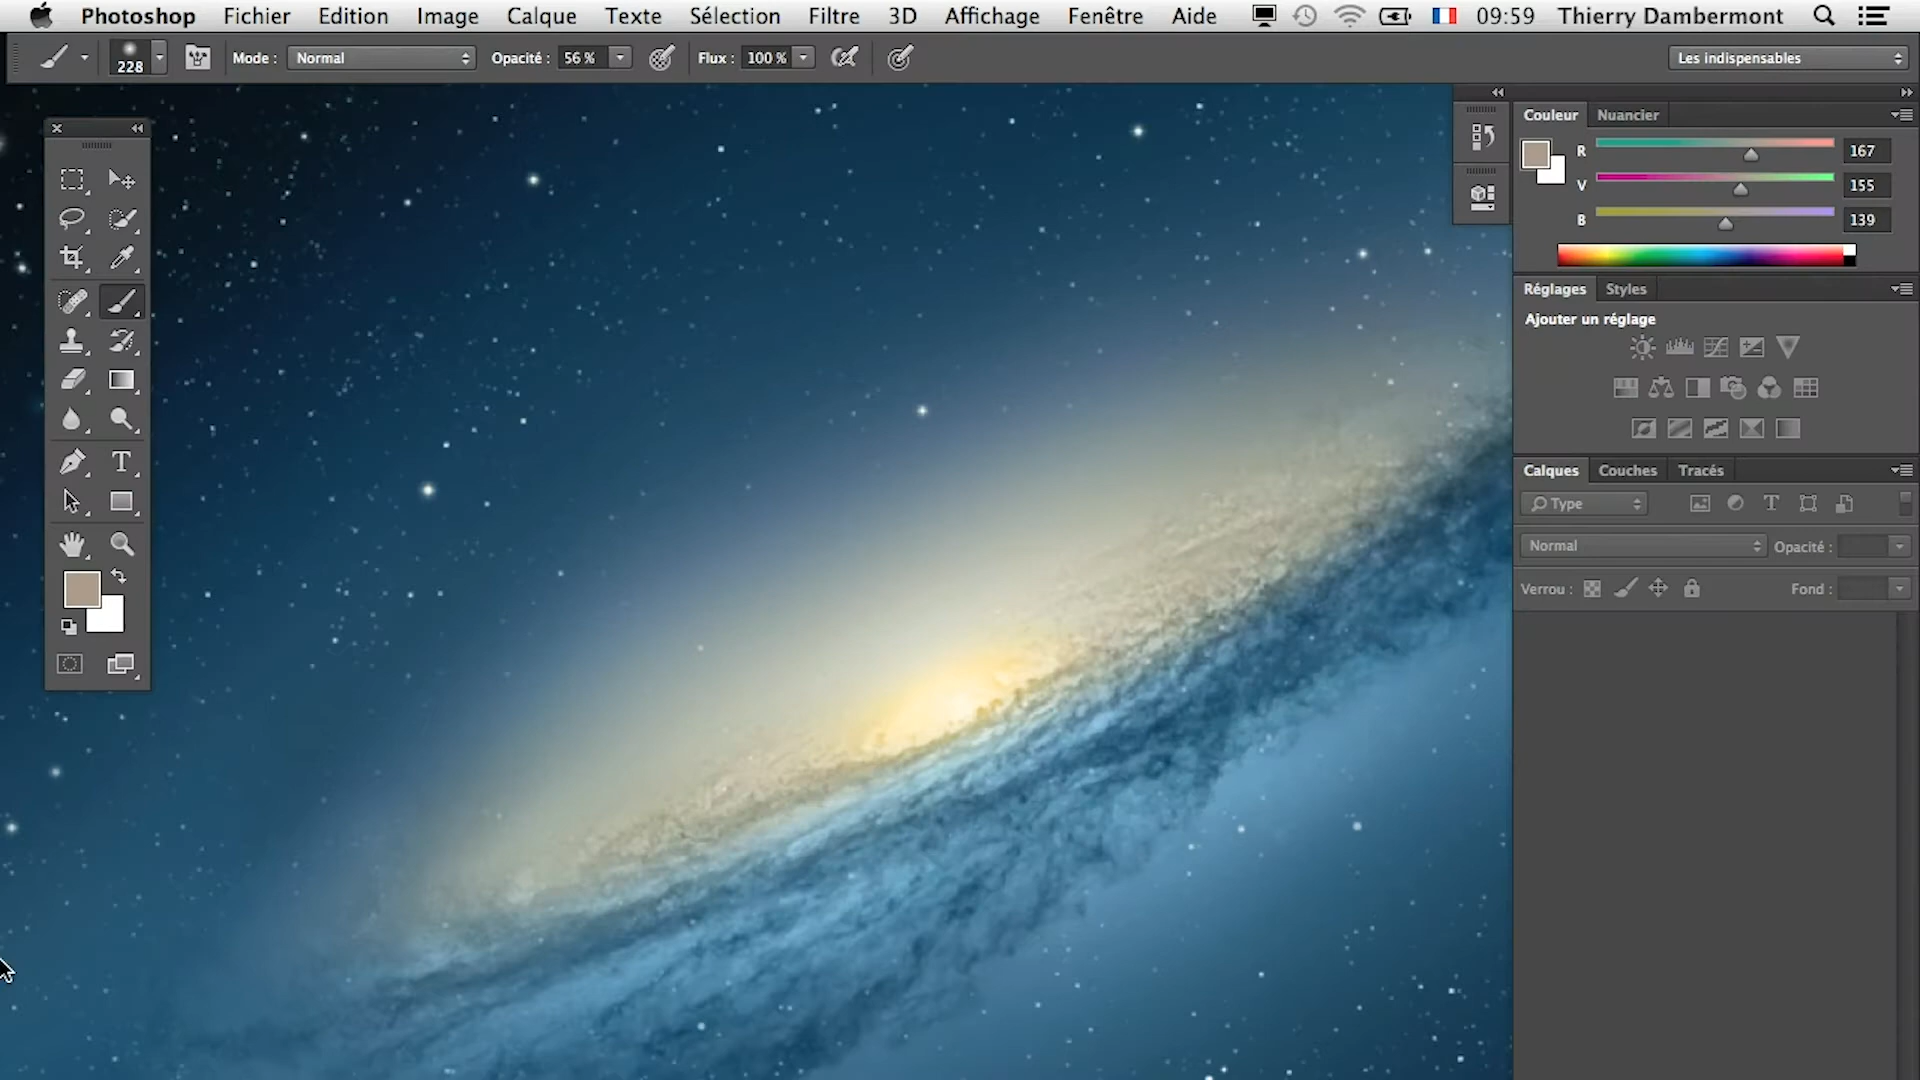 Photoshop Fichier Edition Image Calque Texte Sélection Filtre 3D Affichage Fenêtre Aide 09:59 Thierry Dambermont
228 Mode : Normal Opacité : 56 % Flux : 100 % Les indispensables
Couleur Nuancier
R 167
V 155
B 139
Réglages Styles
Ajouter un réglage
Calques Couches Tracés
Type
Normal Opacité :
Verrou : Fond :